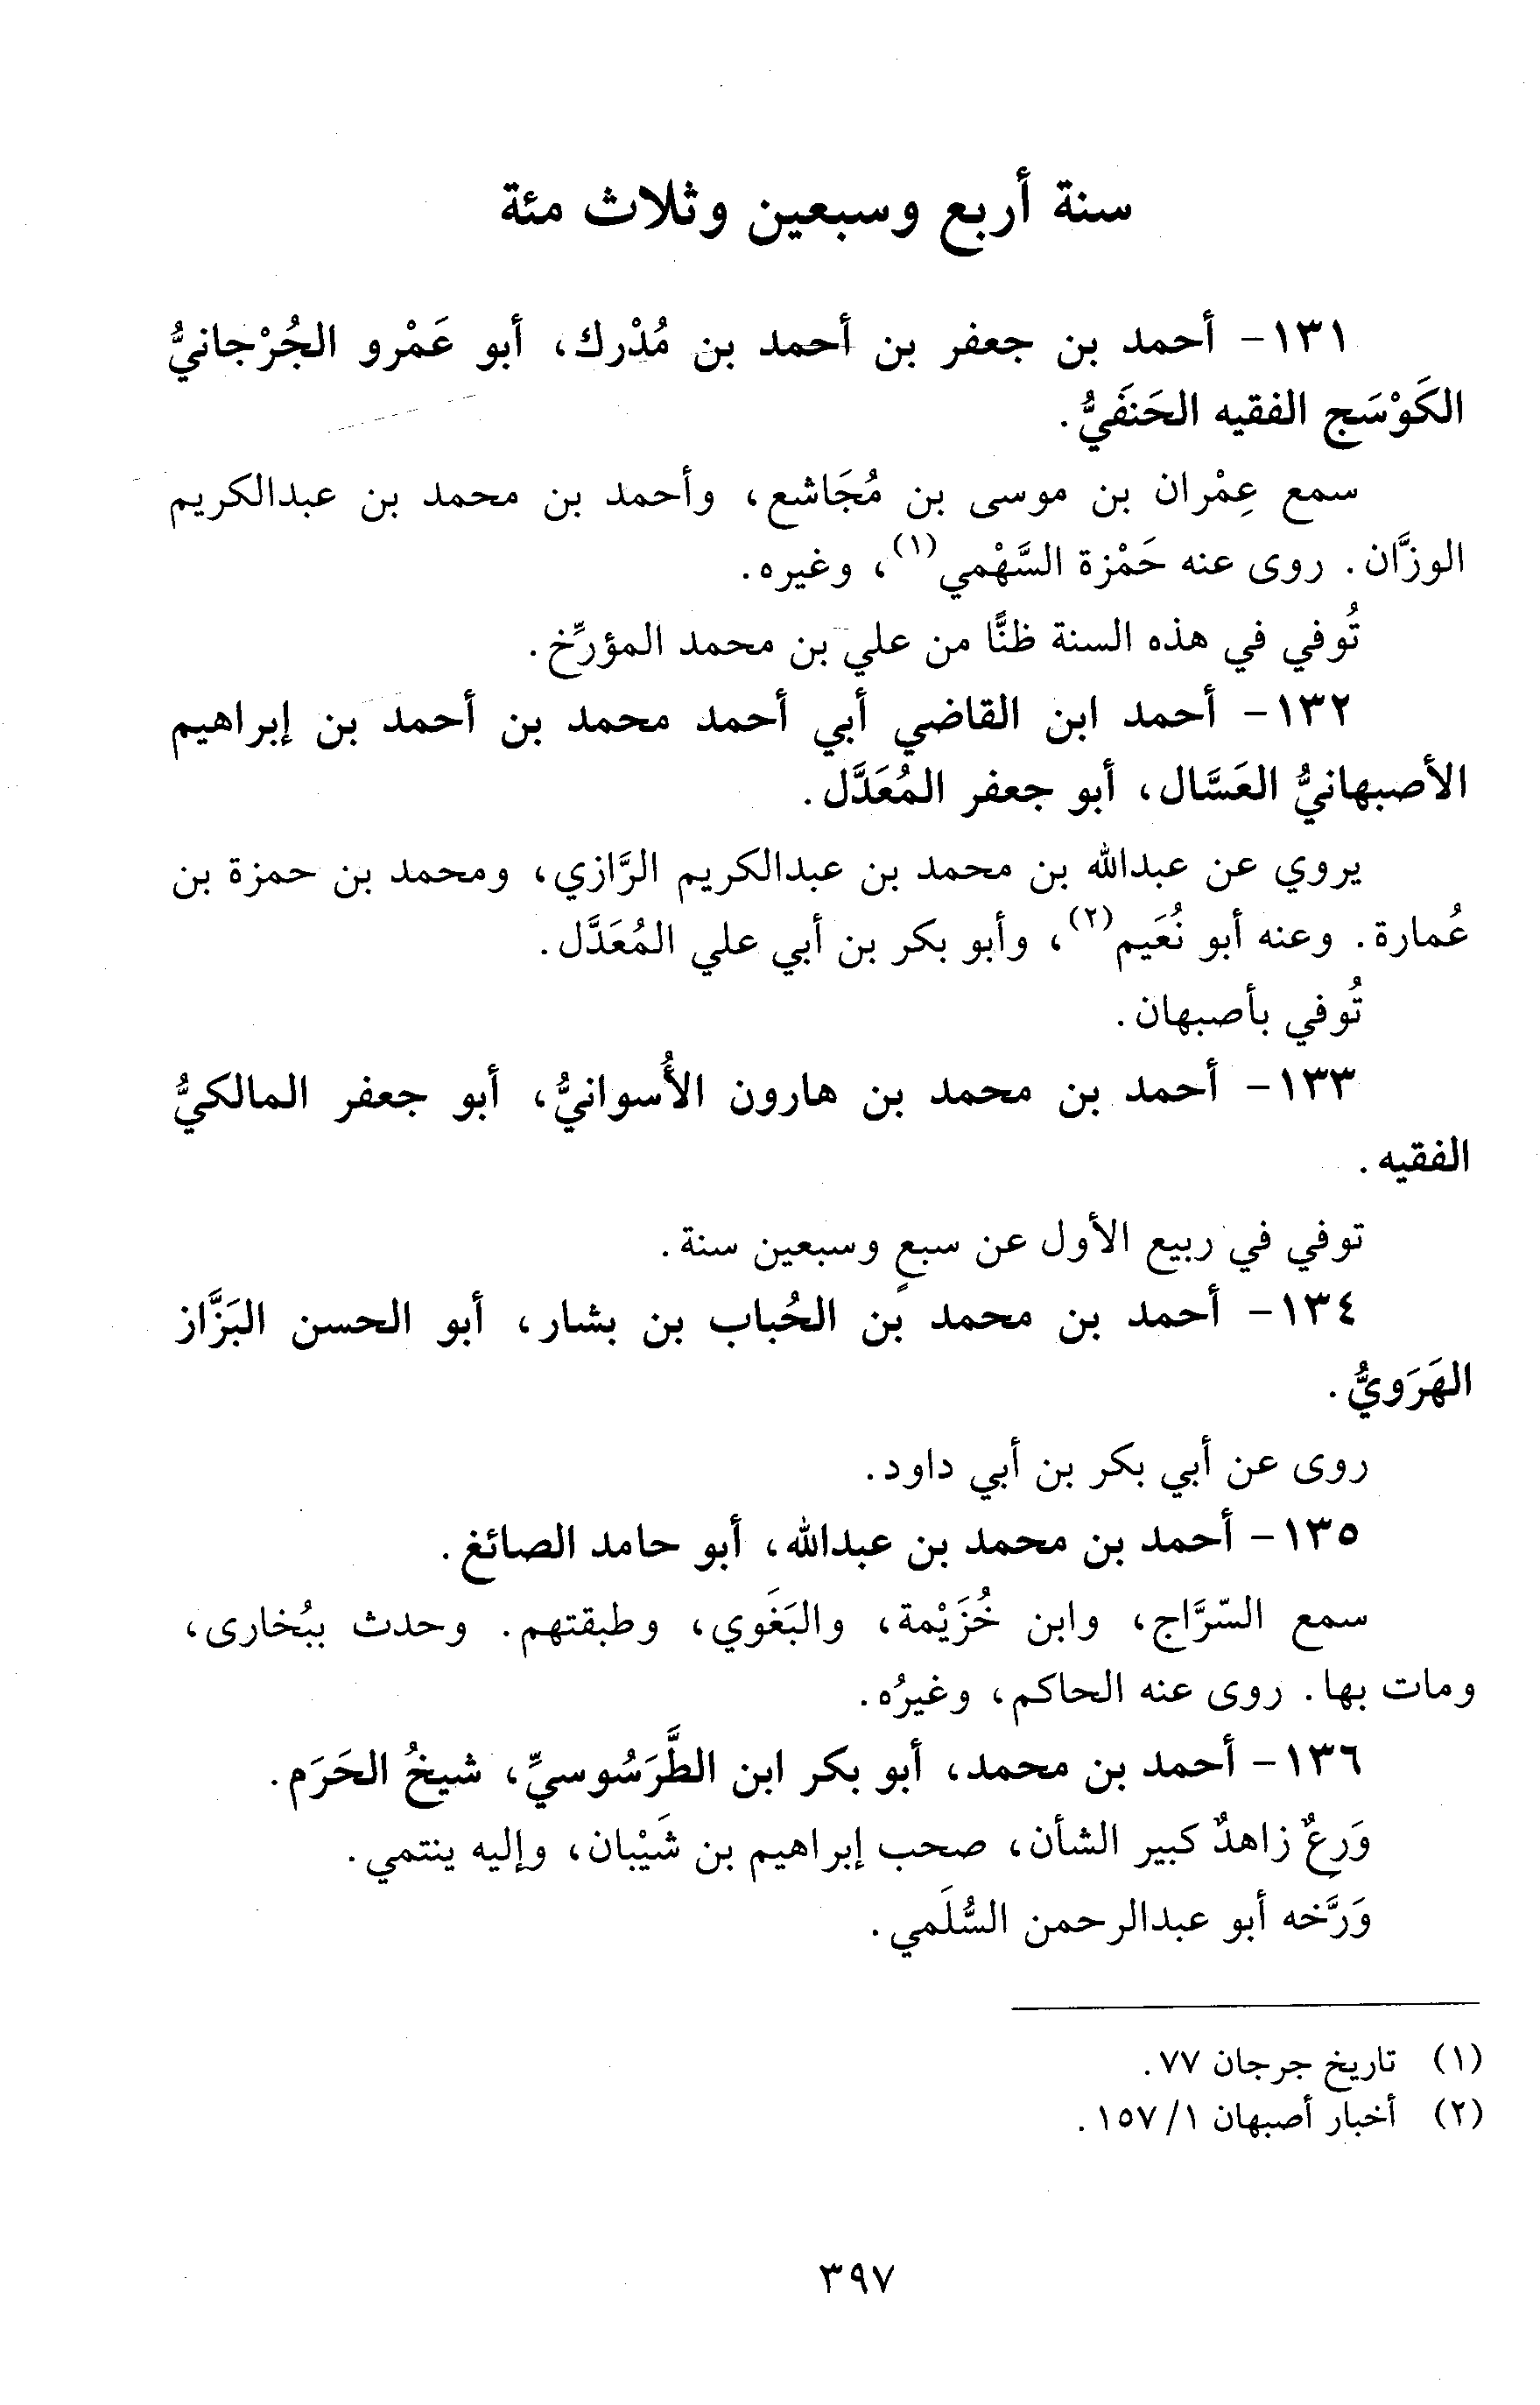 سنة أربع وسبعين وثلاث مئة
١٣١- أحمد بن جعفر بن أحمد بن مُدْرك، أبو عَمْرو الجُرْجانيُّ
الكَوْسَج الفقيه الحَنفَيُّ.
سمع عِمْران بن موسى بن مُجَاشع، وأحمد بن محمد بن عبدالكريم
الوزَّان. روى عنه حَمْزة السَّهْمي(١)، وغيره.
تُوفي في هذه السنة ظنًّا من علي بن محمد المؤرِّخ.
١٣٢- أحمد ابن القاضي أبي أحمد محمد بن أحمد بن إبراهيم
الأصبهانيُّ العَسَّال، أبو جعفر المُعَدَّل.
يروي عن عبدالله بن محمد بن عبدالكريم الرَّازي، ومحمد بن حمزة بن
عُمارة. وعنه أبو نُعَيم(٢)، وأبو بكر بن أبي علي المُعَدَّل.
تُوفي بأصبهان.
١٣٣- أحمد بن محمد بن هارون الأُسوانيُّ، أبو جعفر المالكيُّ
الفقيه.
توفي في ربيع الأول عن سبعٍ وسبعين سنة.
١٣٤- أحمد بن محمد بن الحُباب بن بشار، أبو الحسن البَزَّاز
الهَرَويُّ.
روى عن أبي بكر بن أبي داود.
١٣٥- أحمد بن محمد بن عبدالله، أبو حامد الصائغ.
سمع السّرَّاج، وابن خُزَيْمة، والبَغَوي، وطبقتهم. وحدث ببُخارى،
ومات بها. روى عنه الحاكم، وغيرُه.
١٣٦- أحمد بن محمد، أبو بكر ابن الطَّرَسُوسيِّ، شيخُ الحَرَم.
وَرِعٌ زاهدٌ كبير الشأن، صحب إبراهيم بن شَيْبان، وإليه ينتمي.
وَرَّخه أبو عبدالرحمن السُّلَمي.
(١) تاريخ جرجان ٧٧.
(٢) أخبار أصبهان ١/ ١٥٧.
٣٩٧